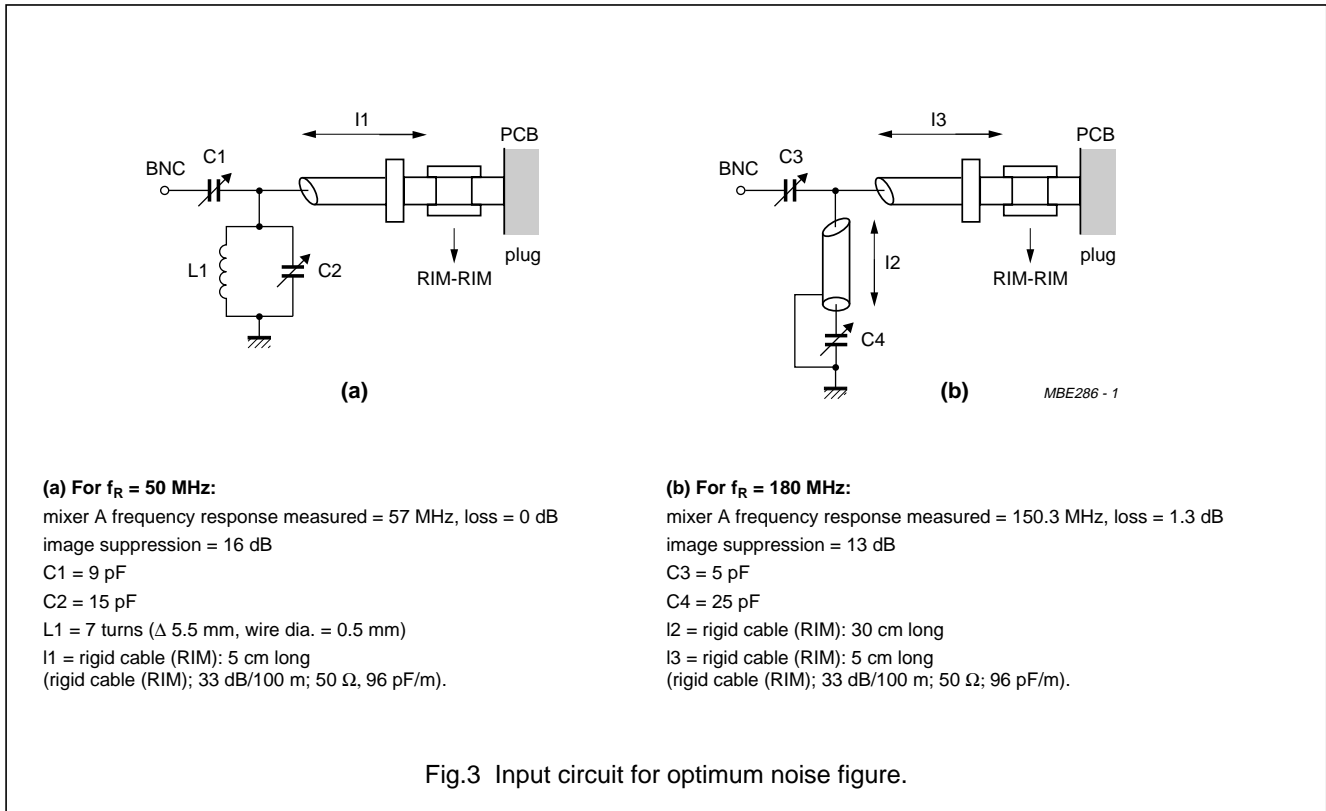 l1
PCB
BNC
C1
L1
C2
RIM-RIM
plug
(a)
l3
PCB
BNC
C3
l2
C4
RIM-RIM
plug
(b)
MBE286 - 1
(a) For fR = 50 MHz:
mixer A frequency response measured = 57 MHz, loss = 0 dB
image suppression = 16 dB
C1 = 9 pF
C2 = 15 pF
L1 = 7 turns (Δ 5.5 mm, wire dia. = 0.5 mm)
l1 = rigid cable (RIM): 5 cm long
(rigid cable (RIM); 33 dB/100 m; 50 Ω, 96 pF/m).
(b) For fR = 180 MHz:
mixer A frequency response measured = 150.3 MHz, loss = 1.3 dB
image suppression = 13 dB
C3 = 5 pF
C4 = 25 pF
l2 = rigid cable (RIM): 30 cm long
l3 = rigid cable (RIM): 5 cm long
(rigid cable (RIM); 33 dB/100 m; 50 Ω; 96 pF/m).
Fig.3 Input circuit for optimum noise figure.